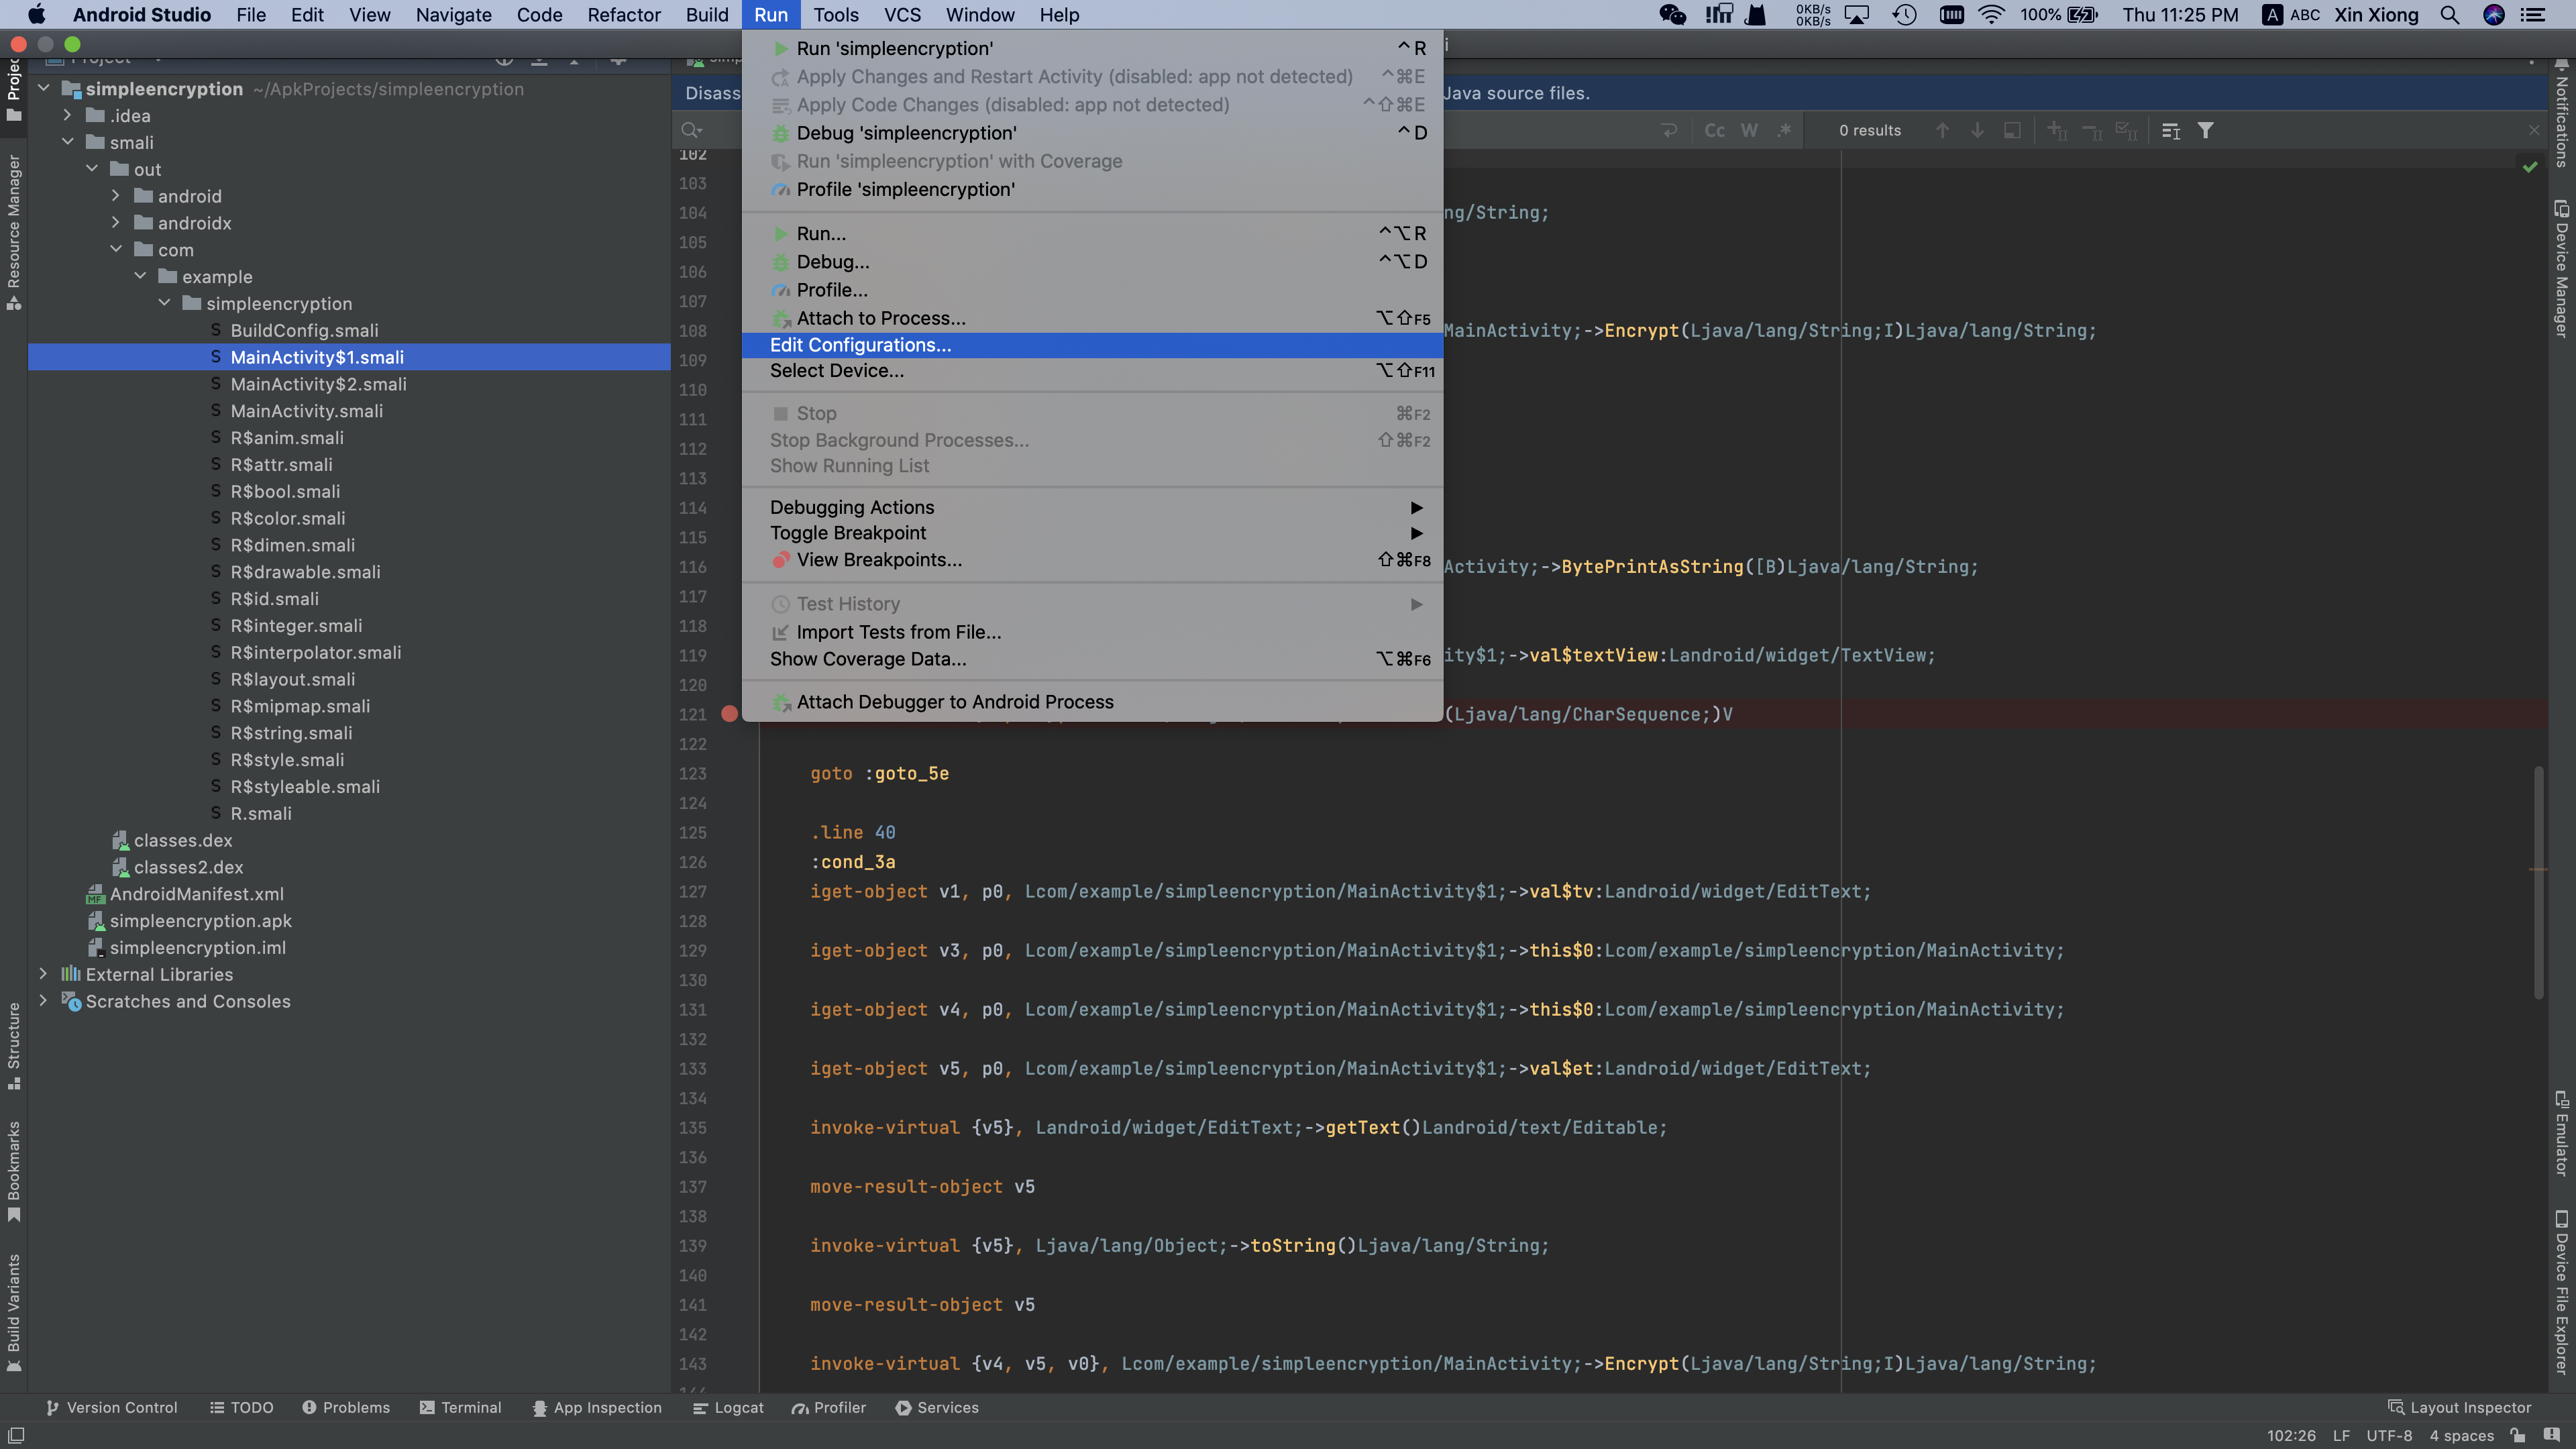 Android Studio File Edit View Navigate Code Refactor Build Run Tools VCS Window Help 0KB/s 0KB/s 100% Thu 11:25 PM A ABC Xin Xiong
Project
simpleencryption ~/ApkProjects/simpleencryption
.idea
smali
out
android
androidx
com
example
simpleencryption
S BuildConfig.smali
S MainActivity$1.smali
S MainActivity$2.smali
S MainActivity.smali
S R$anim.smali
S R$attr.smali
S R$bool.smali
S R$color.smali
S R$dimen.smali
S R$drawable.smali
S R$id.smali
S R$integer.smali
S R$interpolator.smali
S R$layout.smali
S R$mipmap.smali
S R$string.smali
S R$style.smali
S R$styleable.smali
S R.smali
classes.dex
classes2.dex
MF AndroidManifest.xml
simpleencryption.apk
simpleencryption.iml
External Libraries
Scratches and Consoles
Resource Manager
Structure
Bookmarks
Build Variants
Run 'simpleencryption' ^R
Apply Changes and Restart Activity (disabled: app not detected) ^⌘E
Apply Code Changes (disabled: app not detected) ^⇧⌘E
Debug 'simpleencryption' ^D
Run 'simpleencryption' with Coverage
Profile 'simpleencryption'
Run... ^⌥R
Debug... ^⌥D
Profile...
Attach to Process... ⌥⇧F5
Edit Configurations...
Select Device... ⌥⇧F11
Stop ⌘F2
Stop Background Processes... ⇧⌘F2
Show Running List
Debugging Actions
Toggle Breakpoint
View Breakpoints... ⇧⌘F8
Test History
Import Tests from File...
Show Coverage Data... ⌥⌘F6
Attach Debugger to Android Process
Disass
Java source files.
Cc W .* 0 results
102
103
104 ng/String;
105
106
107
108 MainActivity;->Encrypt(Ljava/lang/String;I)Ljava/lang/String;
109
110
111
112
113
114
115
116 Activity;->BytePrintAsString([B)Ljava/lang/String;
117
118
119 ity$1;->val$textView:Landroid/widget/TextView;
120
121 (Ljava/lang/CharSequence;)V
122
123 goto :goto_5e
124
125 .line 40
126 :cond_3a
127 iget-object v1, p0, Lcom/example/simpleencryption/MainActivity$1;->val$tv:Landroid/widget/EditText;
128
129 iget-object v3, p0, Lcom/example/simpleencryption/MainActivity$1;->this$0:Lcom/example/simpleencryption/MainActivity;
130
131 iget-object v4, p0, Lcom/example/simpleencryption/MainActivity$1;->this$0:Lcom/example/simpleencryption/MainActivity;
132
133 iget-object v5, p0, Lcom/example/simpleencryption/MainActivity$1;->val$et:Landroid/widget/EditText;
134
135 invoke-virtual {v5}, Landroid/widget/EditText;->getText()Landroid/text/Editable;
136
137 move-result-object v5
138
139 invoke-virtual {v5}, Ljava/lang/Object;->toString()Ljava/lang/String;
140
141 move-result-object v5
142
143 invoke-virtual {v4, v5, v0}, Lcom/example/simpleencryption/MainActivity;->Encrypt(Ljava/lang/String;I)Ljava/lang/String;
Notifications
Device Manager
Emulator
Device File Explorer
Version Control TODO Problems Terminal App Inspection Logcat Profiler Services Layout Inspector
102:26 LF UTF-8 4 spaces